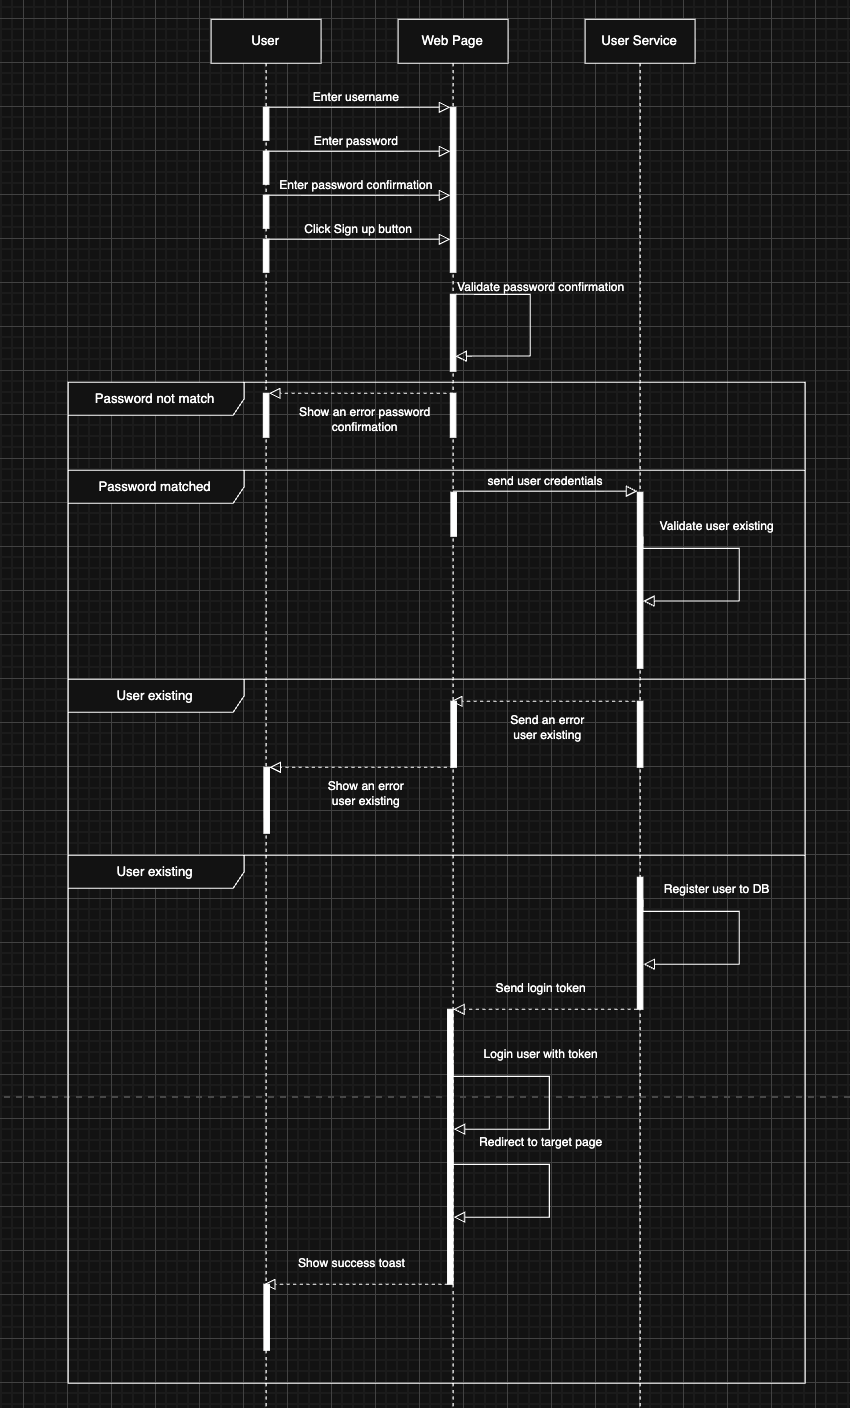 User
Web Page
User Service
Enter username
Enter password
Enter password confirmation
Click Sign up button
Validate password confirmation
Password not match
Show an error password
confirmation
Password matched
send user credentials
Validate user existing
User existing
Send an error
user existing
Show an error
user existing
User existing
Register user to DB
Send login token
Login user with token
Redirect to target page
Show success toast